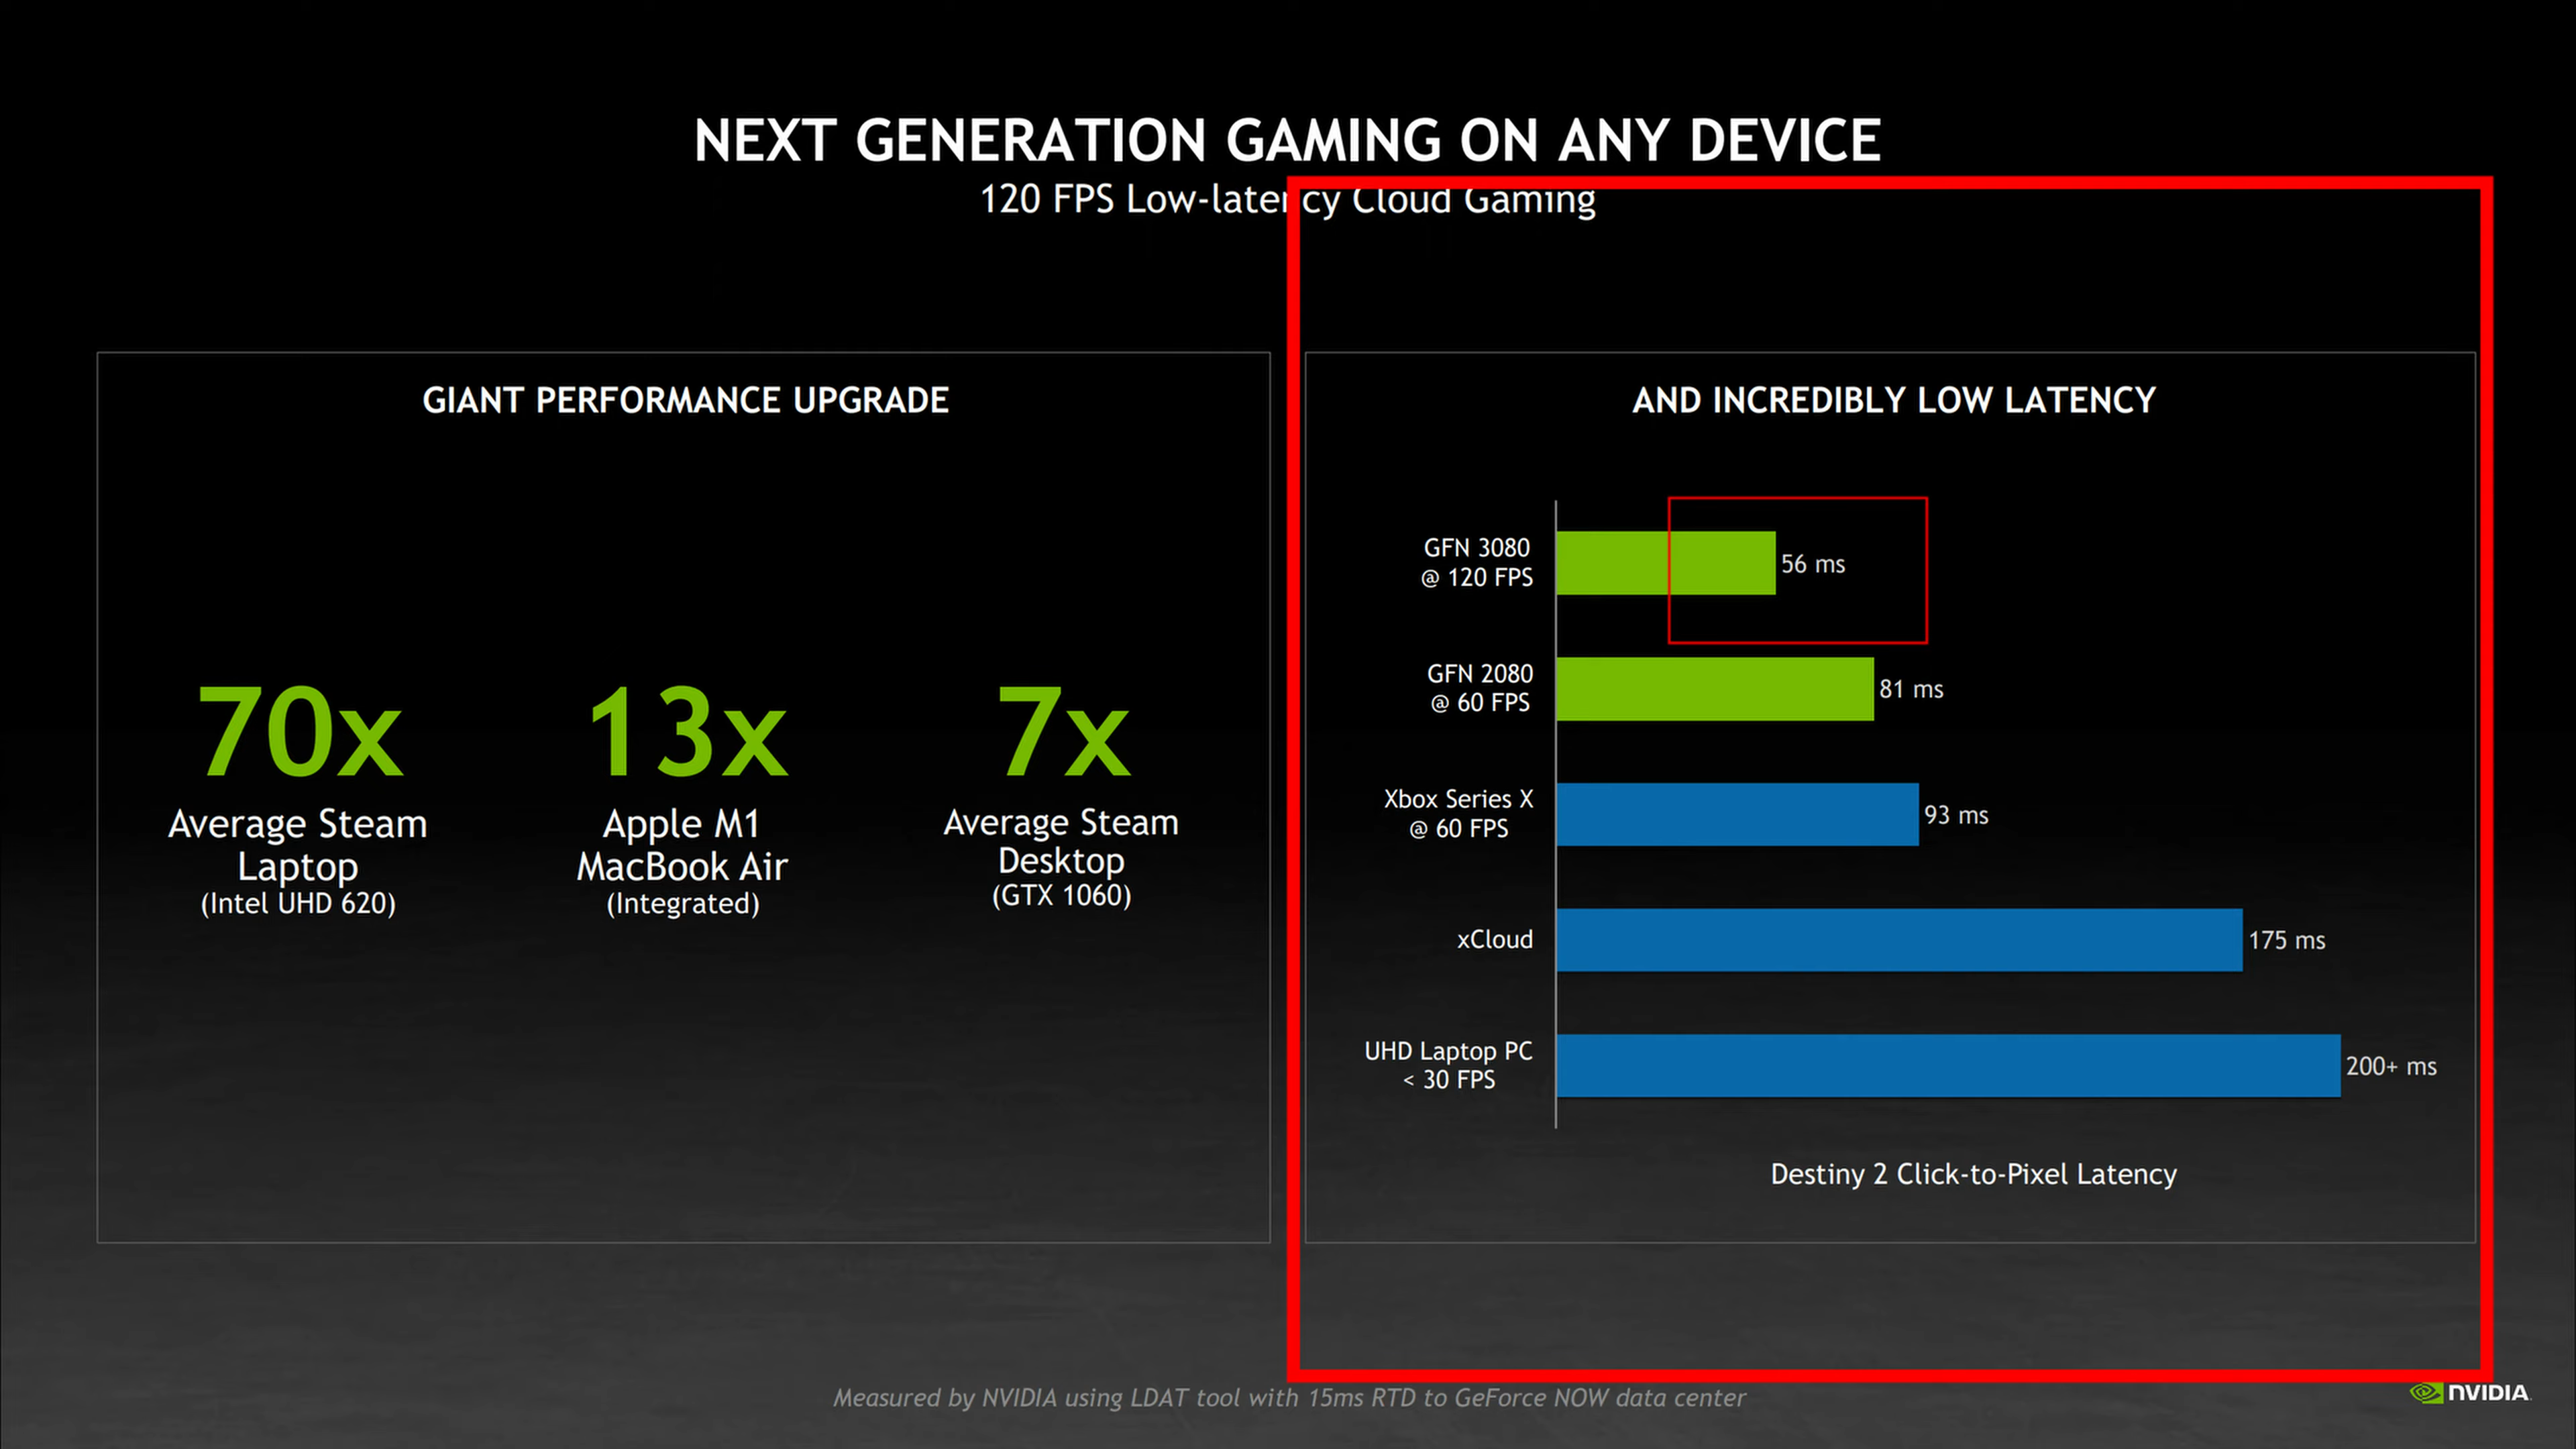 NEXT GENERATION GAMING ON ANY DEVICE
120 FPS Low-latency Cloud Gaming
GIANT PERFORMANCE UPGRADE
70x
Average Steam
Laptop
(Intel UHD 620)
13x
Apple M1
MacBook Air
(Integrated)
7x
Average Steam
Desktop
(GTX 1060)
AND INCREDIBLY LOW LATENCY
GFN 3080
@ 120 FPS
56 ms
GFN 2080
@ 60 FPS
81 ms
Xbox Series X
@ 60 FPS
93 ms
xCloud
175 ms
UHD Laptop PC
< 30 FPS
200+ ms
Destiny 2 Click-to-Pixel Latency
Measured by NVIDIA using LDAT tool with 15ms RTD to GeForce NOW data center
NVIDIA.